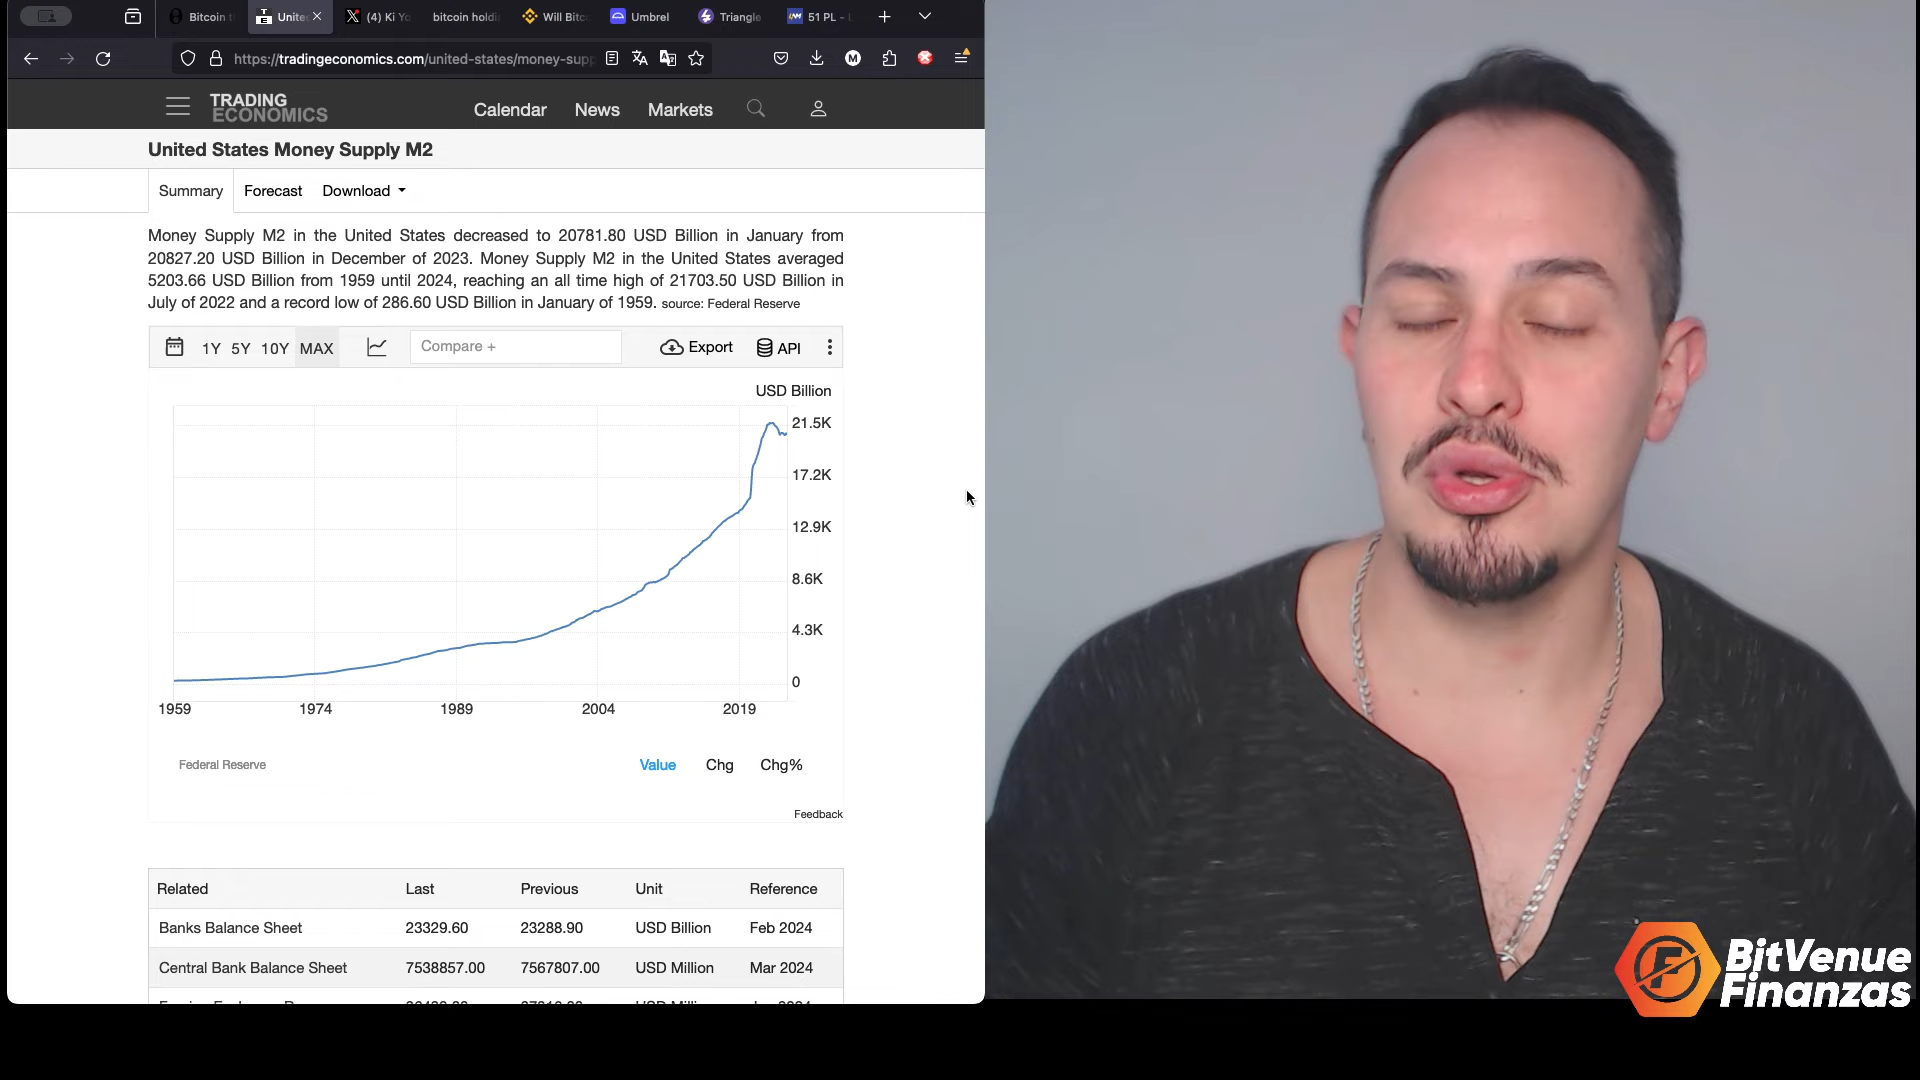 Bitcoin t
Unite
(4) Ki Yo
bitcoin holdi
Will Bitc
Umbrel
Triangle
51 PL - L
https://tradingeconomics.com/united-states/money-supp
TRADING
ECONOMICS
Calendar
News
Markets
United States Money Supply M2
Summary
Forecast
Download
Money Supply M2 in the United States decreased to 20781.80 USD Billion in January from
20827.20 USD Billion in December of 2023. Money Supply M2 in the United States averaged
5203.66 USD Billion from 1959 until 2024, reaching an all time high of 21703.50 USD Billion in
July of 2022 and a record low of 286.60 USD Billion in January of 1959. source: Federal Reserve
1Y 5Y 10Y MAX
Compare +
Export
API
USD Billion
21.5K
17.2K
12.9K
8.6K
4.3K
0
1959 1974 1989 2004 2019
Federal Reserve
Value Chg Chg%
Feedback
Related Last Previous Unit Reference
Banks Balance Sheet 23329.60 23288.90 USD Billion Feb 2024
Central Bank Balance Sheet 7538857.00 7567807.00 USD Million Mar 2024
BitVenue
Finanzas